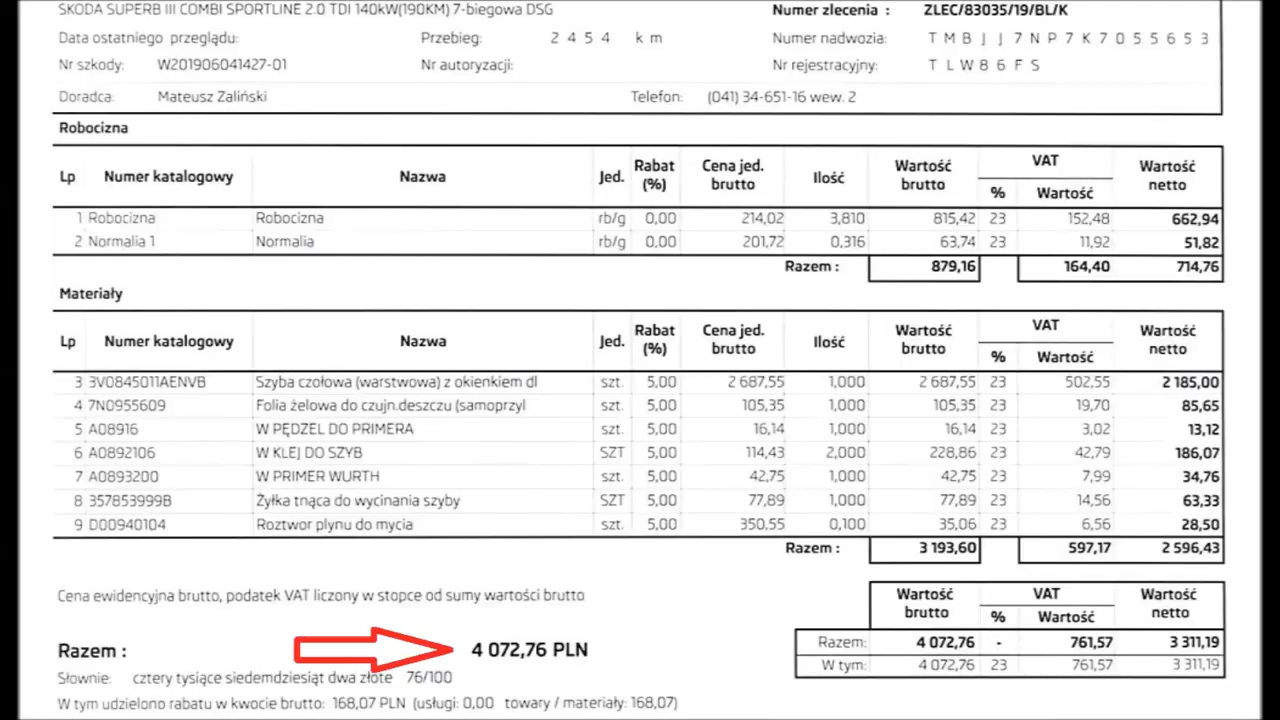 SKODA SUPERB III COMBI SPORTLINE 2.0 TDI 140kW(190KM) 7-biegowa DSG Numer zlecenia : ZLEC/83035/19/BL/K
Data ostatniego przeglądu: Przebieg: 2454 km Numer nadwozia: TMBJJ7NP7K7055653
Nr szkody: W201906041427-01 Nr autoryzacji: Nr rejestracyjny: TLW86FS
Doradca: Mateusz Zaliński Telefon: (041) 34-651-16 wew. 2
Robocizna
Lp Numer katalogowy Nazwa Jed. Rabat (%) Cena jed. brutto Ilość Wartość brutto VAT % Wartość Wartość netto
1 Robocizna Robocizna rb/g 0,00 214,02 3,810 815,42 23 152,48 662,94
2 Normalia 1 Normalia rb/g 0,00 201,72 0,316 63,74 23 11,92 51,82
Razem : 879,16 164,40 714,76
Materiały
Lp Numer katalogowy Nazwa Jed. Rabat (%) Cena jed. brutto Ilość Wartość brutto VAT % Wartość Wartość netto
3 3V0845011AENVB Szyba czołowa (warstwowa) z okienkiem dl szt. 5,00 2 687,55 1,000 2 687,55 23 502,55 2 185,00
4 7N0955609 Folia żelowa do czujn.deszczu (samoprzyl szt. 5,00 105,35 1,000 105,35 23 19,70 85,65
5 A08916 W PĘDZEL DO PRIMERA szt. 5,00 16,14 1,000 16,14 23 3,02 13,12
6 A0892106 W KLEJ DO SZYB SZT 5,00 114,43 2,000 228,86 23 42,79 186,07
7 A0893200 W PRIMER WURTH szt. 5,00 42,75 1,000 42,75 23 7,99 34,76
8 357853999B Żyłka tnąca do wycinania szyby SZT 5,00 77,89 1,000 77,89 23 14,56 63,33
9 D00940104 Roztwor plynu do mycia szt. 5,00 350,55 0,100 35,06 23 6,56 28,50
Razem : 3 193,60 597,17 2 596,43
Cena ewidencyjna brutto, podatek VAT liczony w stopce od sumy wartości brutto
Wartość brutto VAT % Wartość Wartość netto
Razem : 4 072,76 PLN
Razem: 4 072,76 - 761,57 3 311,19
W tym: 4 072,76 23 761,57 3 311,19
Słownie: cztery tysiące siedemdziesiąt dwa złote 76/100
W tym udzielono rabatu w kwocie brutto: 168,07 PLN (usługi: 0,00 towary / materiały: 168,07)